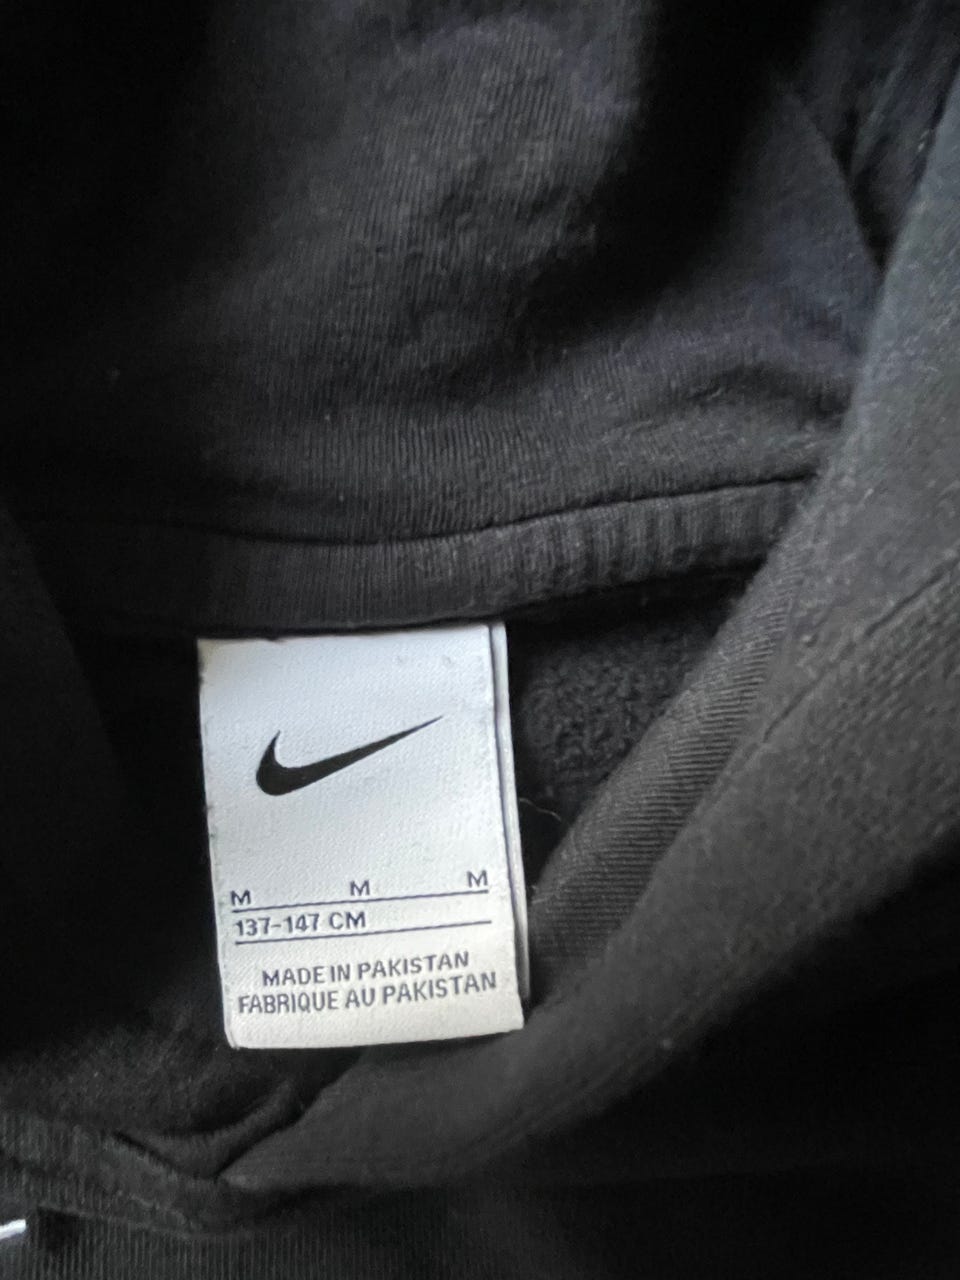 M M M
137-147 CM
MADE IN PAKISTAN
FABRIQUE AU PAKISTAN